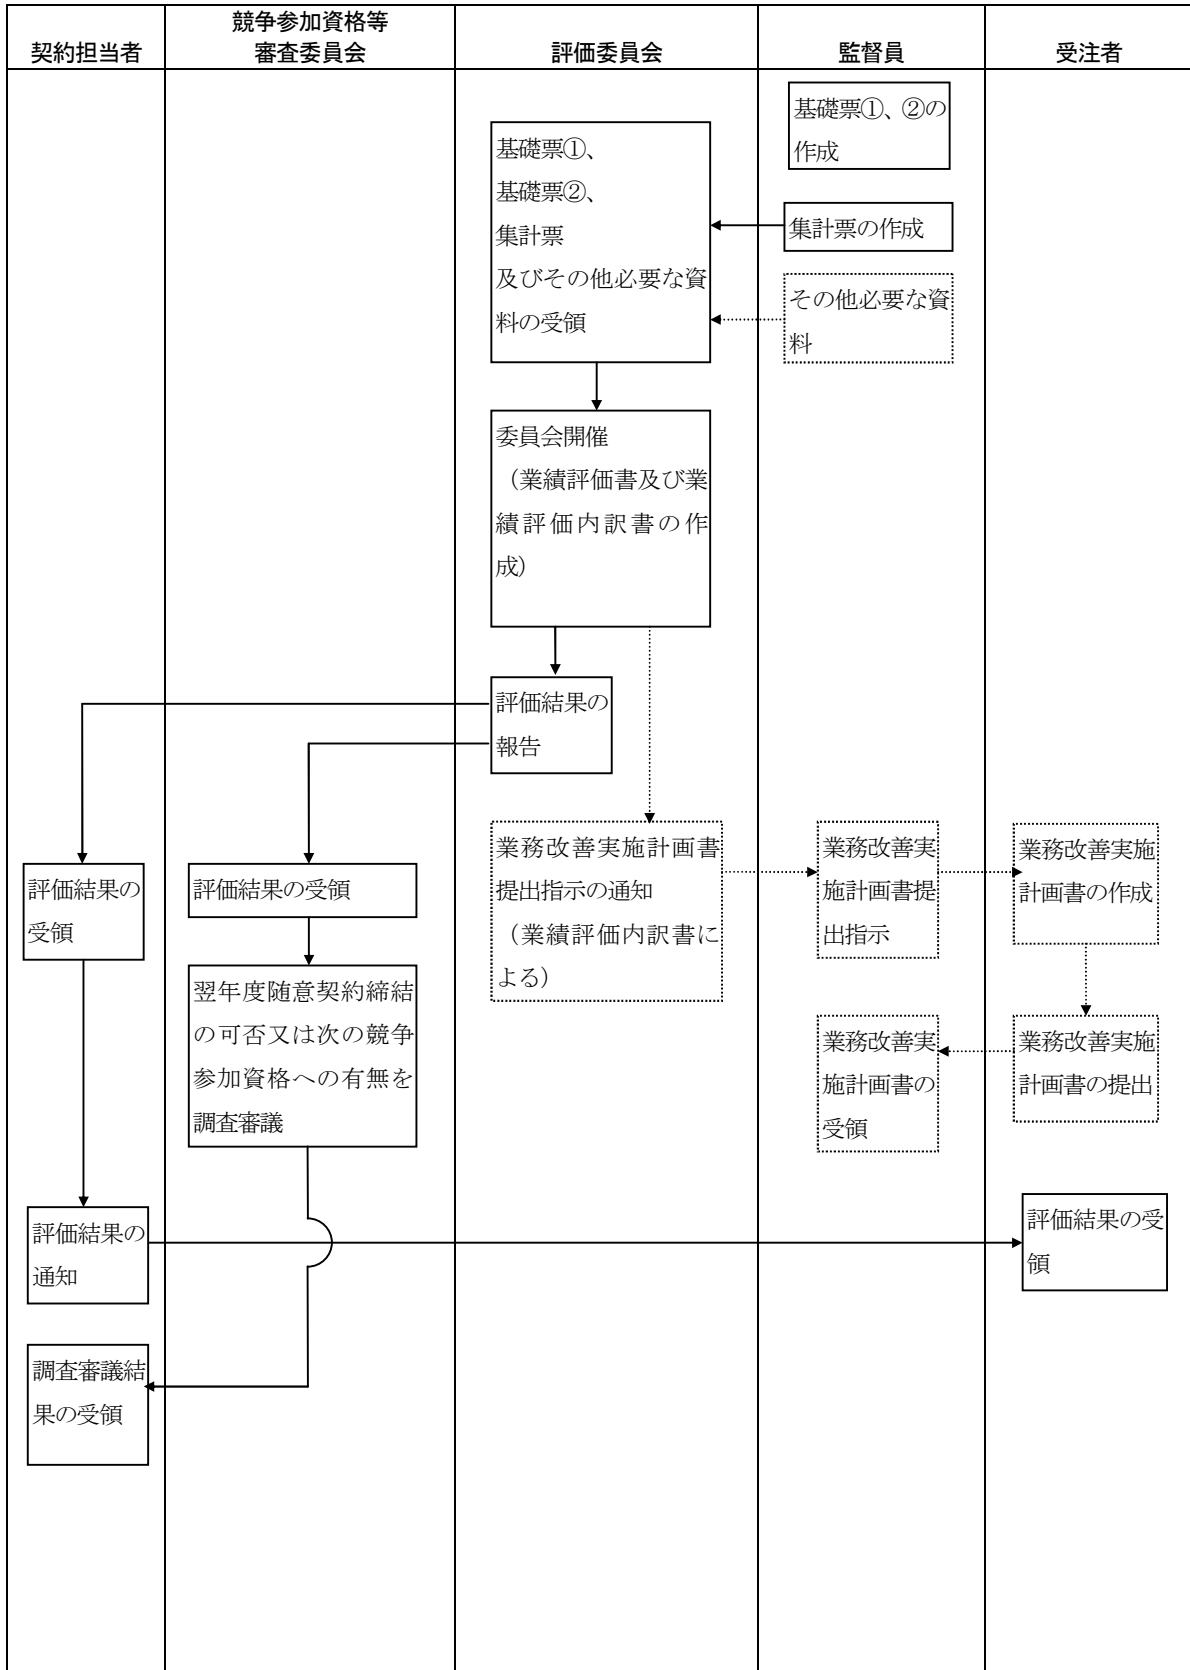 契約担当者
競争参加資格等
審査委員会
評価委員会
監督員
受注者
基礎票①、②の
作成
基礎票①、
基礎票②、
集計票
及びその他必要な資
料の受領
集計票の作成
その他必要な資
料
委員会開催
（業績評価書及び業
績評価内訳書の作
成）
評価結果の
報告
評価結果の
受領
評価結果の受領
業務改善実施計画書
提出指示の通知
（業績評価内訳書に
よる）
業務改善実
施計画書提
出指示
業務改善実施
計画書の作成
翌年度随意契約締結
の可否又は次の競争
参加資格への有無を
調査審議
業務改善実
施計画書の
受領
業務改善実施
計画書の提出
評価結果の
通知
評価結果の受
領
調査審議結
果の受領